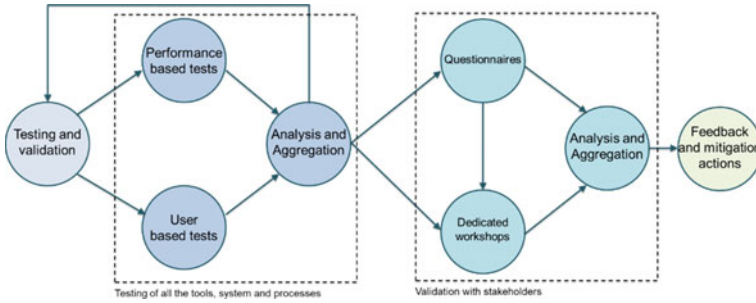 Testing and
validation
Performance
based tests
User
based tests
Analysis and
Aggregation
Testing of all the tools, system and processes
Questionnaires
Dedicated
workshops
Analysis and
Aggregation
Validation with stakeholders
Feedback
and mitigation
actions